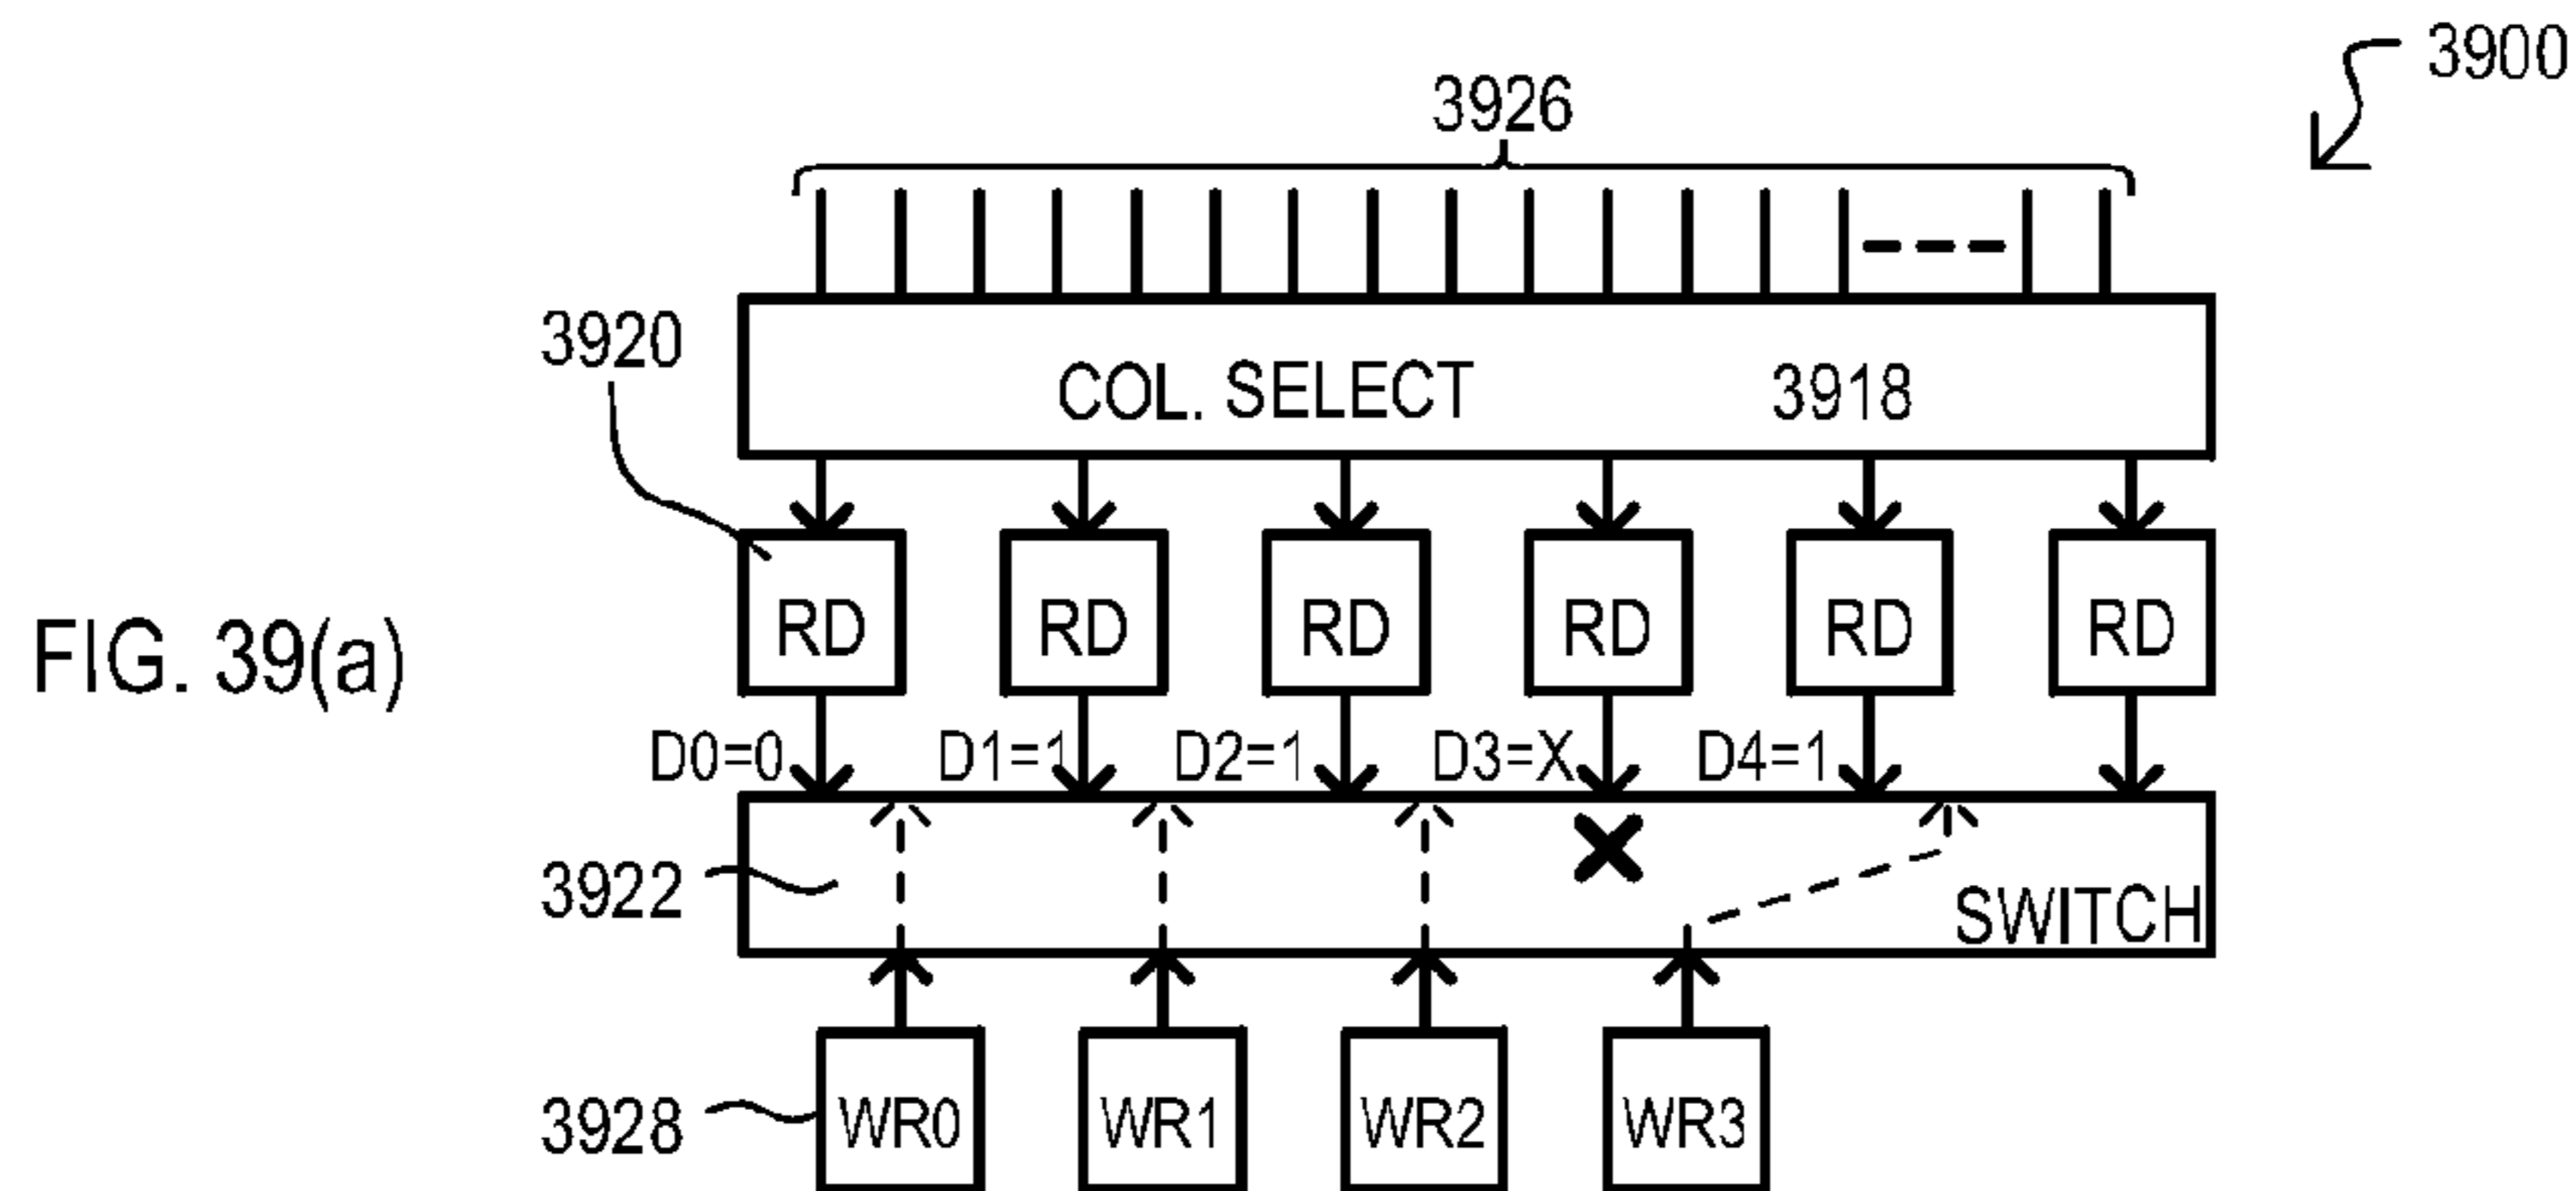 3900
3926
3920
COL. SELECT 3918
RD RD RD RD RD RD
FIG. 39(a)
D0=0 D1=1 D2=1 D3=X D4=1
3922
SWITCH
3928 WR0 WR1 WR2 WR3